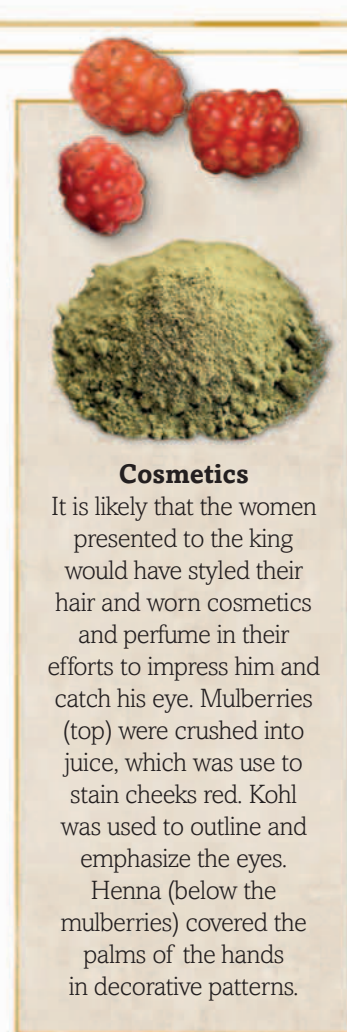 Cosmetics
It is likely that the women
presented to the king
would have styled their
hair and worn cosmetics
and perfume in their
efforts to impress him and
catch his eye. Mulberries
(top) were crushed into
juice, which was use to
stain cheeks red. Kohl
was used to outline and
emphasize the eyes.
Henna (below the
mulberries) covered the
palms of the hands
in decorative patterns.